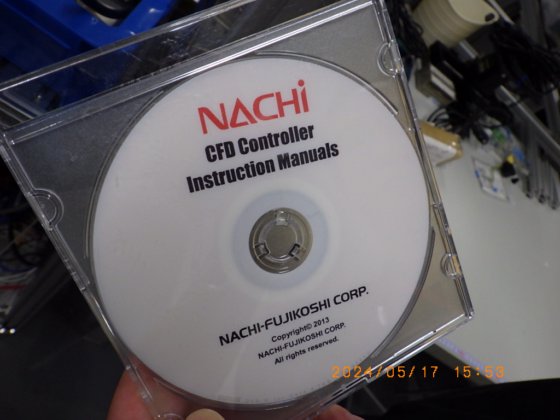 NACHi
CFD Controller
Instruction Manuals
NACHI-FUJIKOSHI CORP.
Copyright© 2013
NACHI-FUJIKOSHI CORP.
All rights reserved.
2024/05/17 15:53